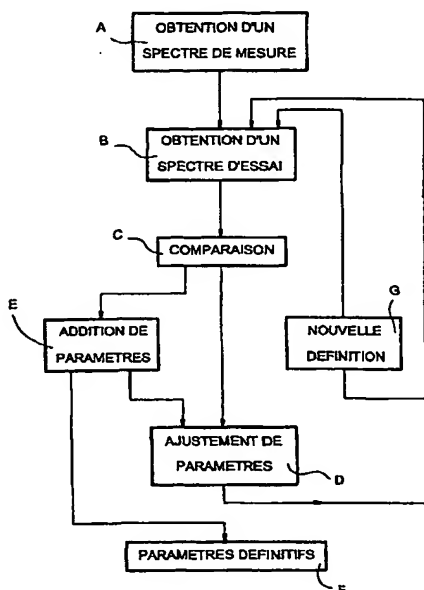 A
OBTENTION D'UN
SPECTRE DE MESURE
B
OBTENTION D'UN
SPECTRE D'ESSAI
C
COMPARAISON
E
ADDITION DE
PARAMETRES
G
NOUVELLE
DEFINITION
AJUSTEMENT DE
PARAMETRES
D
PARAMETRES DEFINITIFS
F